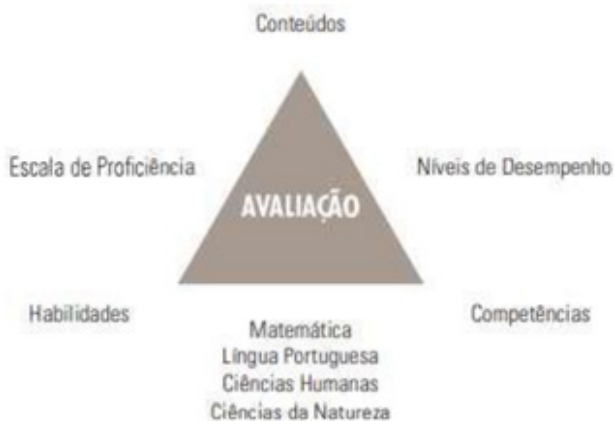 Conteúdos
Escala de Proficiência
Níveis de Desempenho
AVALIAÇÃO
Habilidades
Competências
Matemática
Língua Portuguesa
Ciências Humanas
Ciências da Natureza